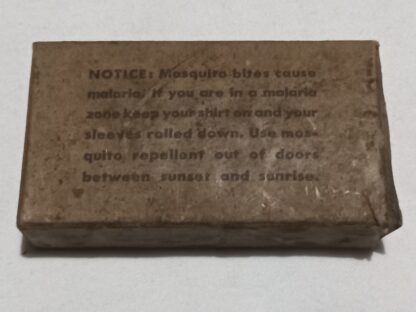 NOTICE: Mosquito bites cause
malaria. If you are in a malaria
zone keep your shirt on and your
sleeves rolled down. Use mos-
quito repellent out of doors
between sunset and sunrise.